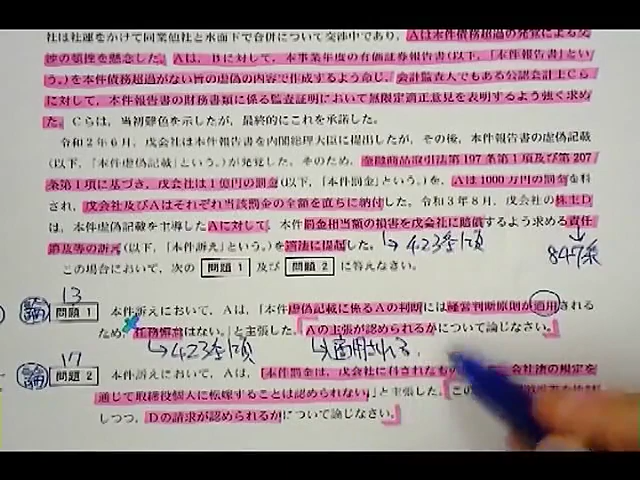 社は社運をかけて同業他社と水面下で合併について交渉中であり、Aは本件債務超過の発覚による交
渉の頓挫を懸念した。Aは、Bに対して、本事業年度の有価証券報告書(以下、「本件報告書」とい
う。)を本件債務超過がない旨の虚偽の内容で作成するよう命じ、会計監査人でもある公認会計士Cら
に対して、本件報告書の財務書類に係る監査証明において無限定適正意見を表明するよう強く求め
た。Cらは、当初難色を示したが、最終的にこれを承諾した。
令和2年6月、戊会社は本件報告書を内閣総理大臣に提出したが、その後、本件報告書の虚偽記載
(以下、「本件虚偽記載」という。)が発覚した。そのため、金融商品取引法第197条第1項及び第207
条第1項に基づき、戊会社は1億円の罰金(以下、「本件罰金」という。)を、Aは1000万円の罰金を科
され、戊会社及びAはそれぞれ当該罰金の全額を直ちに納付した。令和3年8月、戊会社の株主D
は、本件虚偽記載を主導したAに対して、本件罰金相当額の損害を戊会社に賠償するよう求める責任
追及等の訴え(以下、「本件訴え」という。)を適法に提起した。
423条1項
847条
この場合において、次の 問題1 及び 問題2 に答えなさい。
13
論 問題1 本件訴えにおいて、Aは、「本件虚偽記載に係るAの判断には経営判断原則が適用される
ため、任務懈怠はない。」と主張した。Aの主張が認められるかについて論じなさい。
423条1項 適用される.
17
論 問題2 本件訴えにおいて、Aは、「本件罰金は、戊会社に科されたもの 会社法の規定を
通じて取締役個人に転嫁することは認められない。」と主張した。この
しつつ、Dの請求が認められるかについて論じなさい。